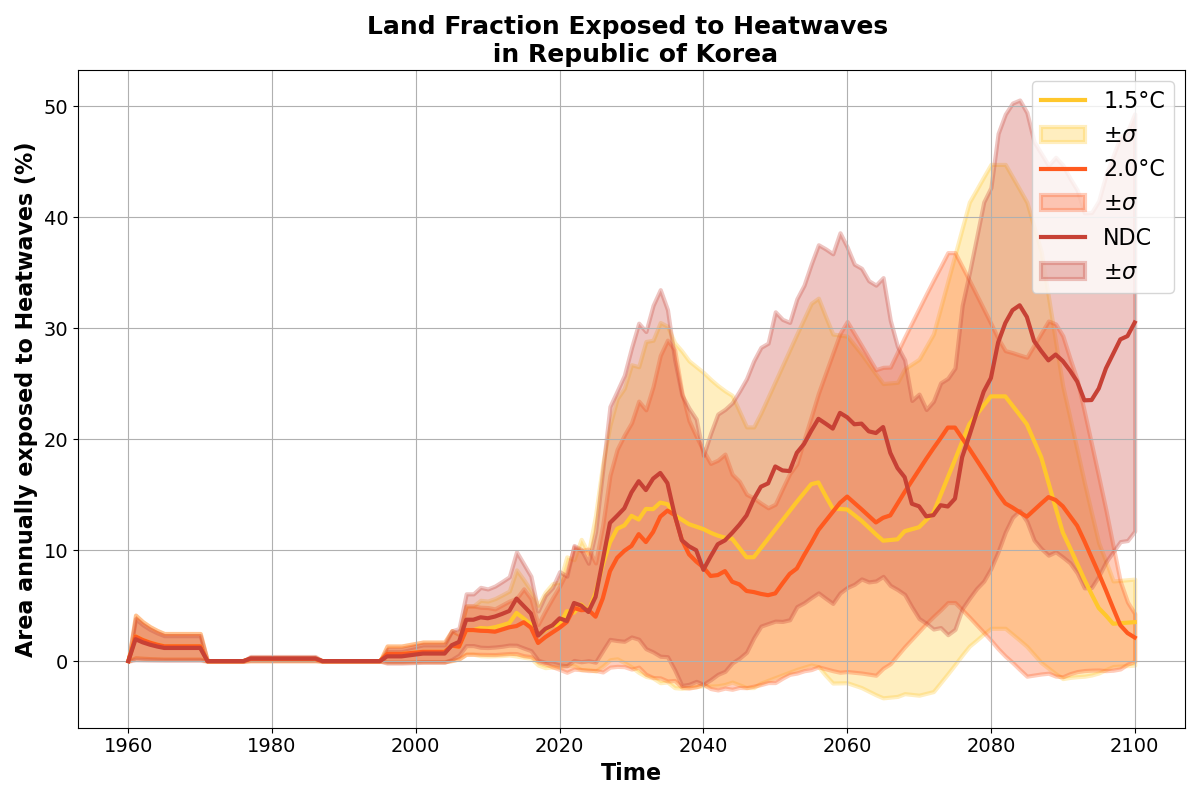 Land Fraction Exposed to Heatwaves
in Republic of Korea
Area annually exposed to Heatwaves (%)
50
40
30
20
10
0
1.5°C
±σ
2.0°C
±σ
NDC
±σ
1960
1980
2000
2020
2040
2060
2080
2100
Time